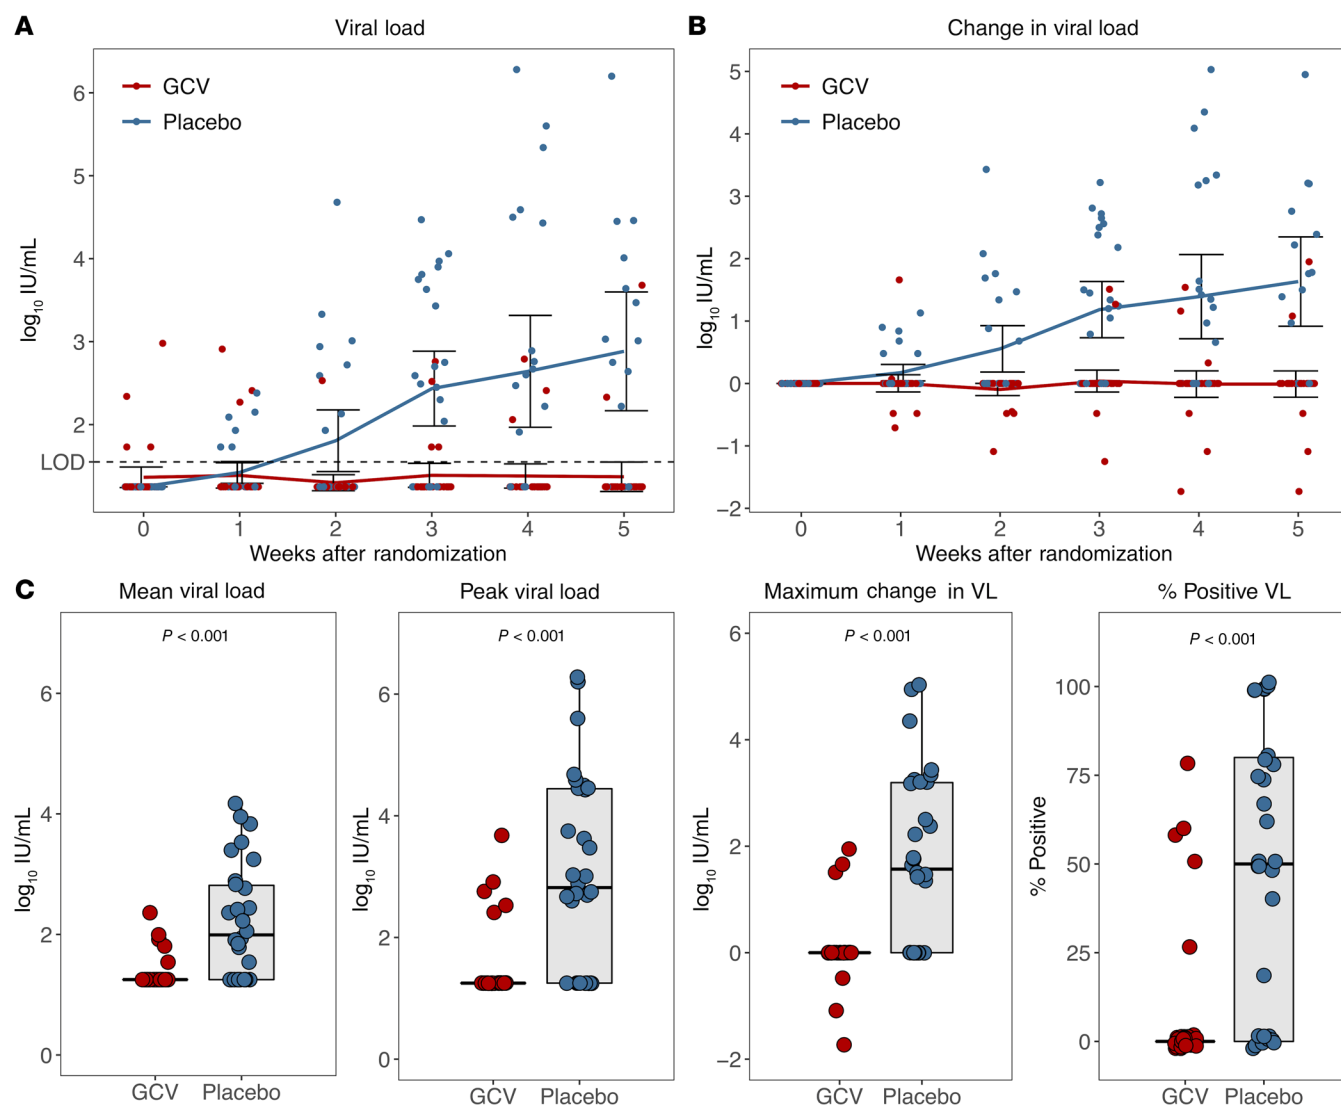 A
Viral load
log10 IU/mL
GCV
Placebo
6
5
4
3
2
LOD
0 1 2 3 4 5
Weeks after randomization
B
Change in viral load
log10 IU/mL
GCV
Placebo
5
4
3
2
1
0
−1
−2
0 1 2 3 4 5
Weeks after randomization
C
Mean viral load
P < 0.001
log10 IU/mL
6
4
2
0
GCV Placebo
Peak viral load
P < 0.001
log10 IU/mL
6
4
2
0
GCV Placebo
Maximum change in VL
P < 0.001
log10 IU/mL
6
4
2
0
−2
GCV Placebo
% Positive VL
P < 0.001
% Positive
100
75
50
25
0
GCV Placebo